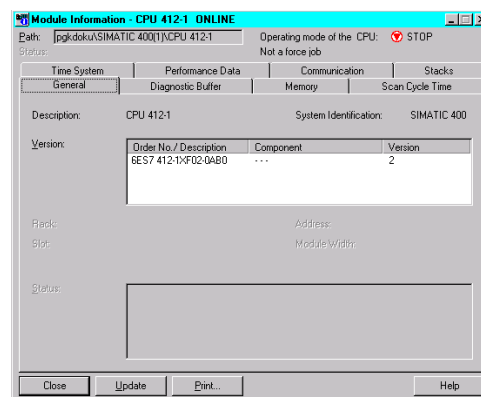 Module Information - CPU 412-1 ONLINE
Path: pgkdoku\SIMATIC 400(1)\CPU 412-1 Operating mode of the CPU: STOP
Status: Not a force job
Time System Performance Data Communication Stacks
General Diagnostic Buffer Memory Scan Cycle Time
Description: CPU 412-1 System Identification: SIMATIC 400
Version: Order No./ Description Component Version
6ES7 412-1XF02-0AB0 - - - 2
Rack: Address:
Slot: Module Width:
Status:
Close Update Print... Help